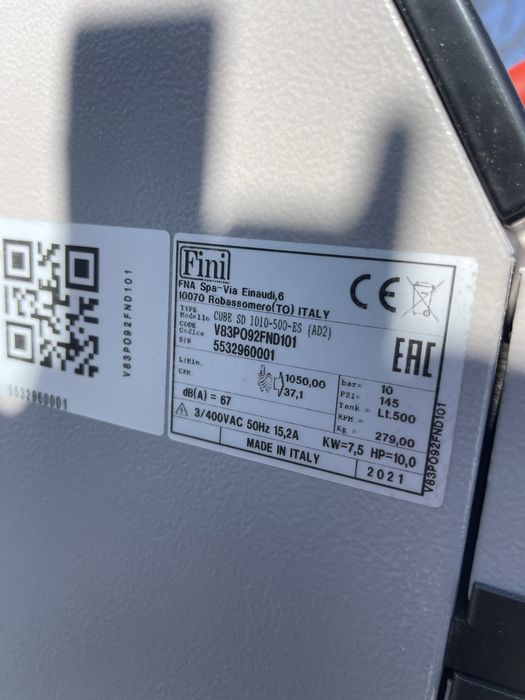 Fini
FNA Spa-Via Einaudi,6
10070 Robassomero(TO) ITALY
CE
TYPE
Modello CUBE SD 1010-500-ES (AD2)
CODE
Codice V83PO92FND101
S/N 5532960001
EAC
L/Min. 1050,00
CFM. 37,1
bar= 10
PSI= 145
Tank = Lt.500
RPM =
Kg = 279,00
dB(A) = 67
3/400VAC 50Hz 15,2A KW=7,5 HP=10,0
MADE IN ITALY 2021
V83PO92FND101
V83PO92FND101
5532960001